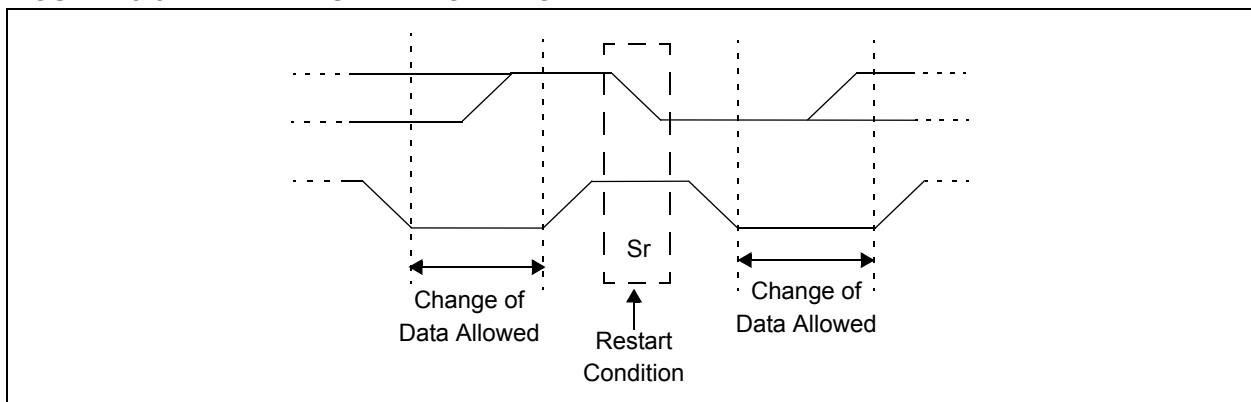 Sr
Change of
Data Allowed
Restart
Condition
Change of
Data Allowed